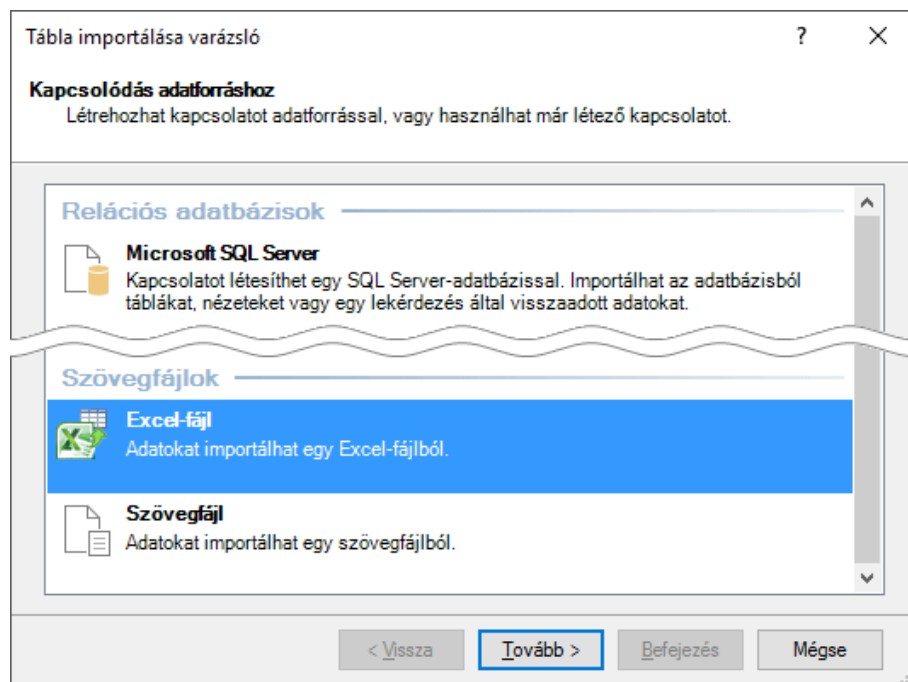 Tábla importálása varázsló
?
Kapcsolódás adatforráshoz
Létrehozhat kapcsolatot adatforrással, vagy használhat már létező kapcsolatot.
Relációs adatbázisok
Microsoft SQL Server
Kapcsolatot létesíthet egy SQL Server-adatbázissal. Importálhat az adatbázisból
táblákat, nézeteket vagy egy lekérdezés által visszaadott adatokat.
Szövegfájlok
Excel-fájl
Adatokat importálhat egy Excel-fájlból.
Szövegfájl
Adatokat importálhat egy szövegfájlból.
< Vissza
Tovább >
Befejezés
Mégse